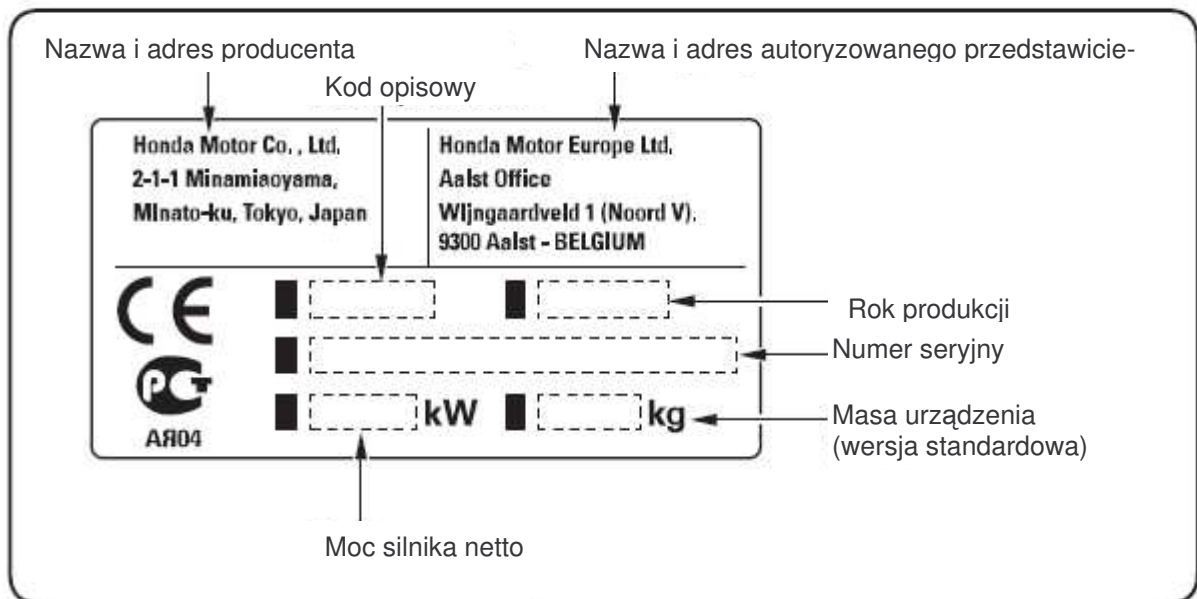 Nazwa i adres producenta
Nazwa i adres autoryzowanego przedstawicie-
Kod opisowy
Honda Motor Co., Ltd.
2-1-1 Minamiaoyama,
Minato-ku, Tokyo, Japan
Honda Motor Europe Ltd.
Aalst Office
Wijngaardveld 1 (Noord V).
9300 Aalst - BELGIUM
CE
Rok produkcji
Numer seryjny
PCT
kW
kg
Masa urządzenia
(wersja standardowa)
АЯ04
Moc silnika netto